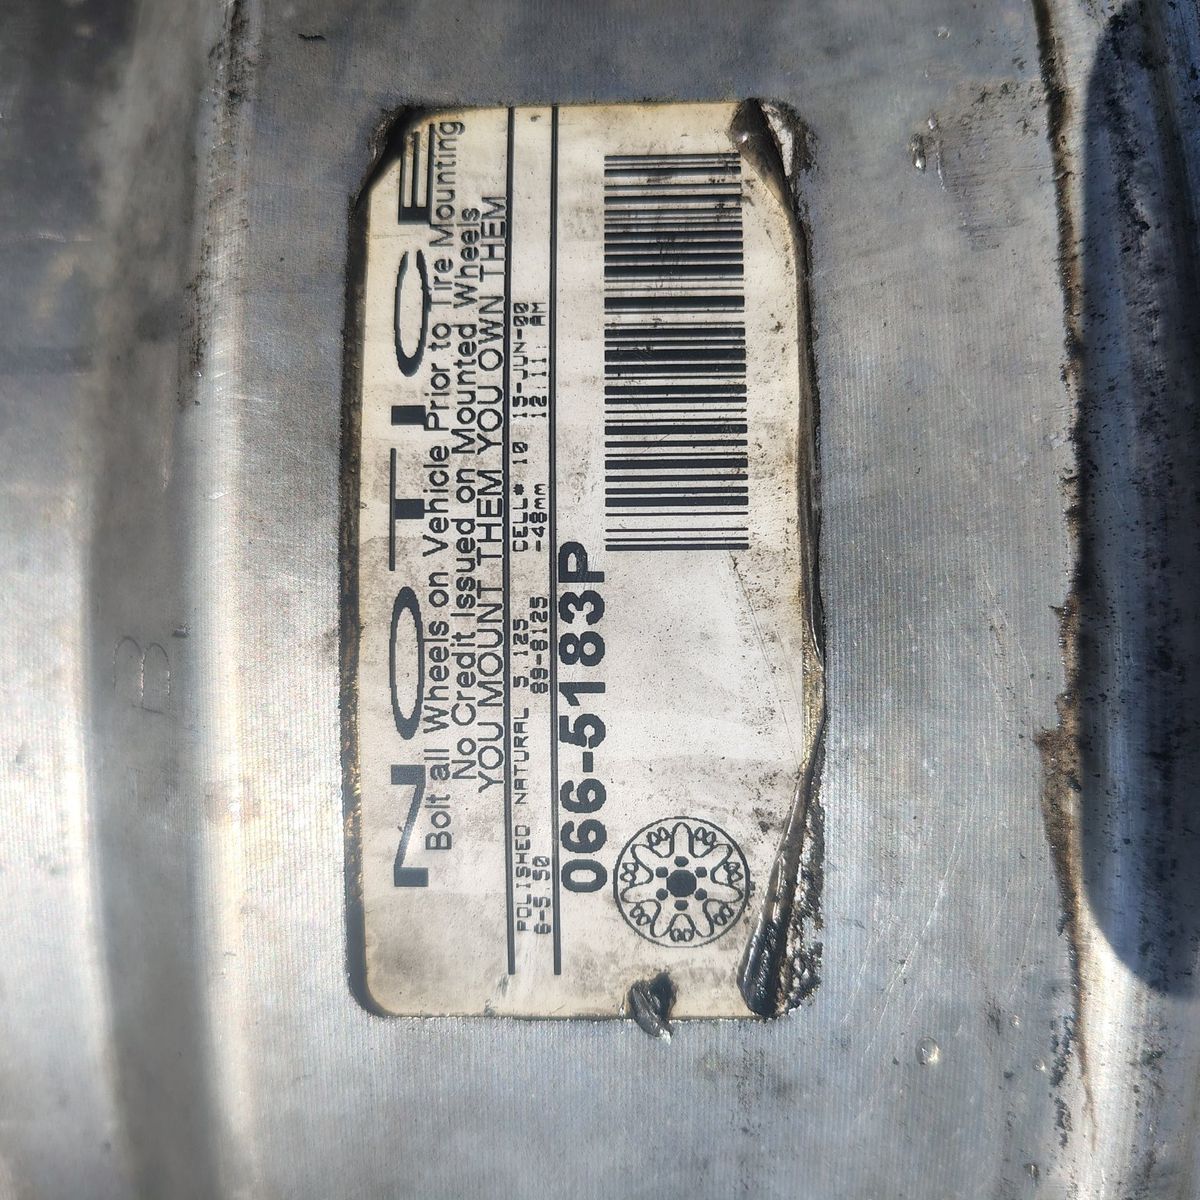 NOTICE
Bolt all Wheels on Vehicle Prior to Tire Mounting
No Credit Issued on Mounted Wheels
YOU MOUNT THEM YOU OWN THEM
POLISHED NATURAL 5.125 CELL# 10 15-JUN-00
6-5.50 89-8125 -48mm 12:11 AM
066-5183P
B